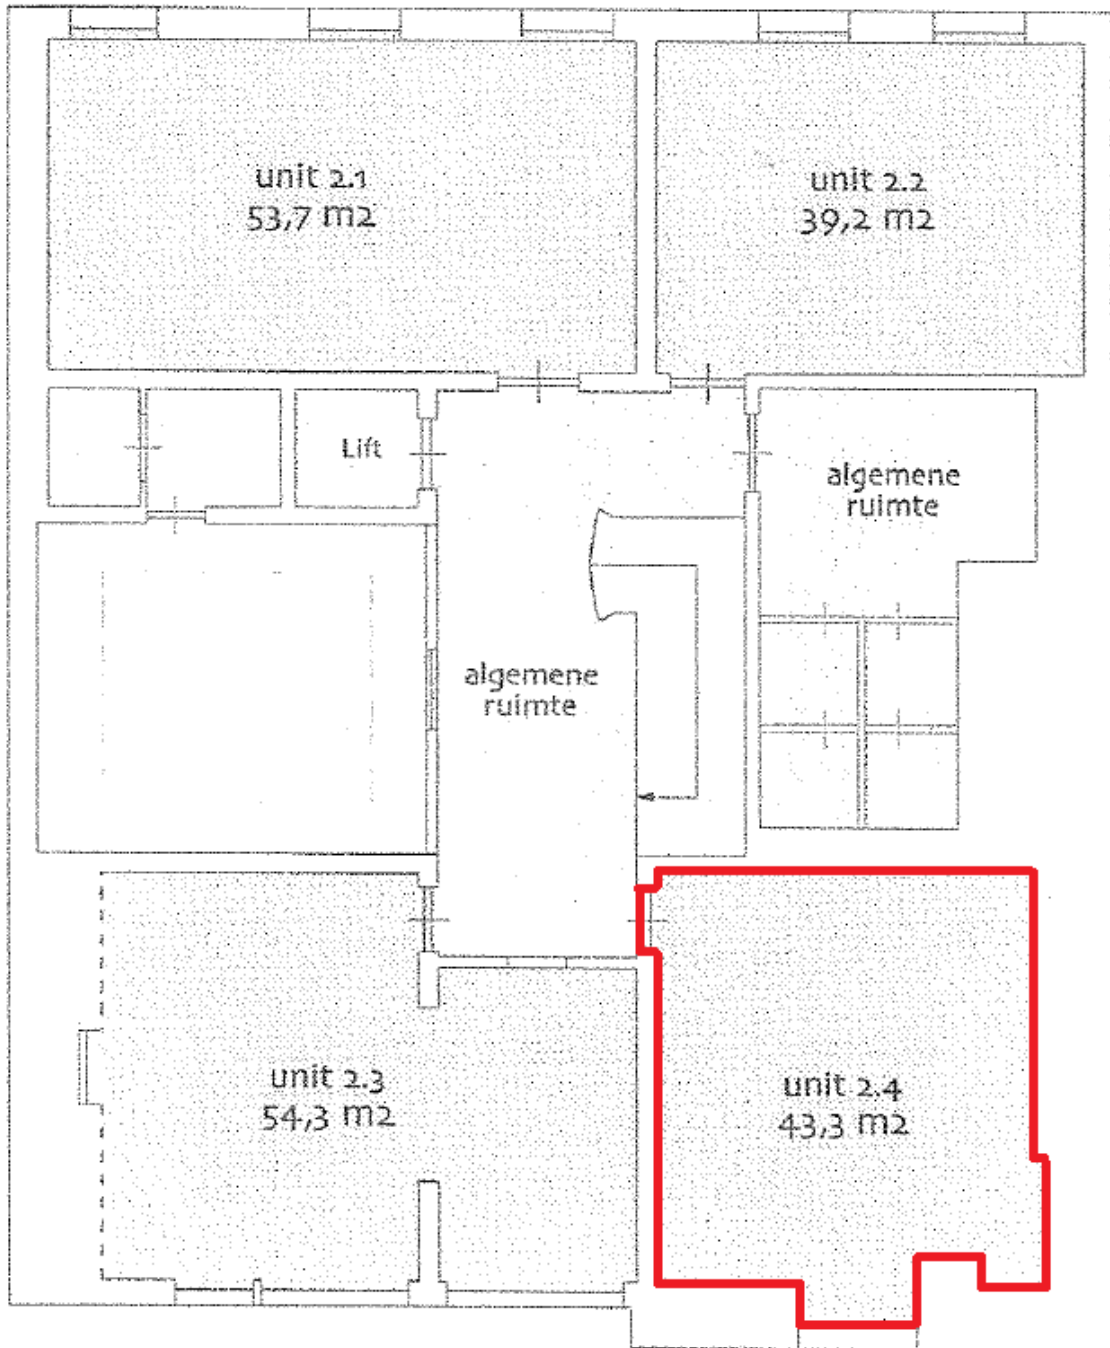 unit 2.1
53,7 m2
unit 2.2
39,2 m2
Lift
algemene
ruimte
algemene
ruimte
unit 2.3
54,3 m2
unit 2.4
43,3 m2